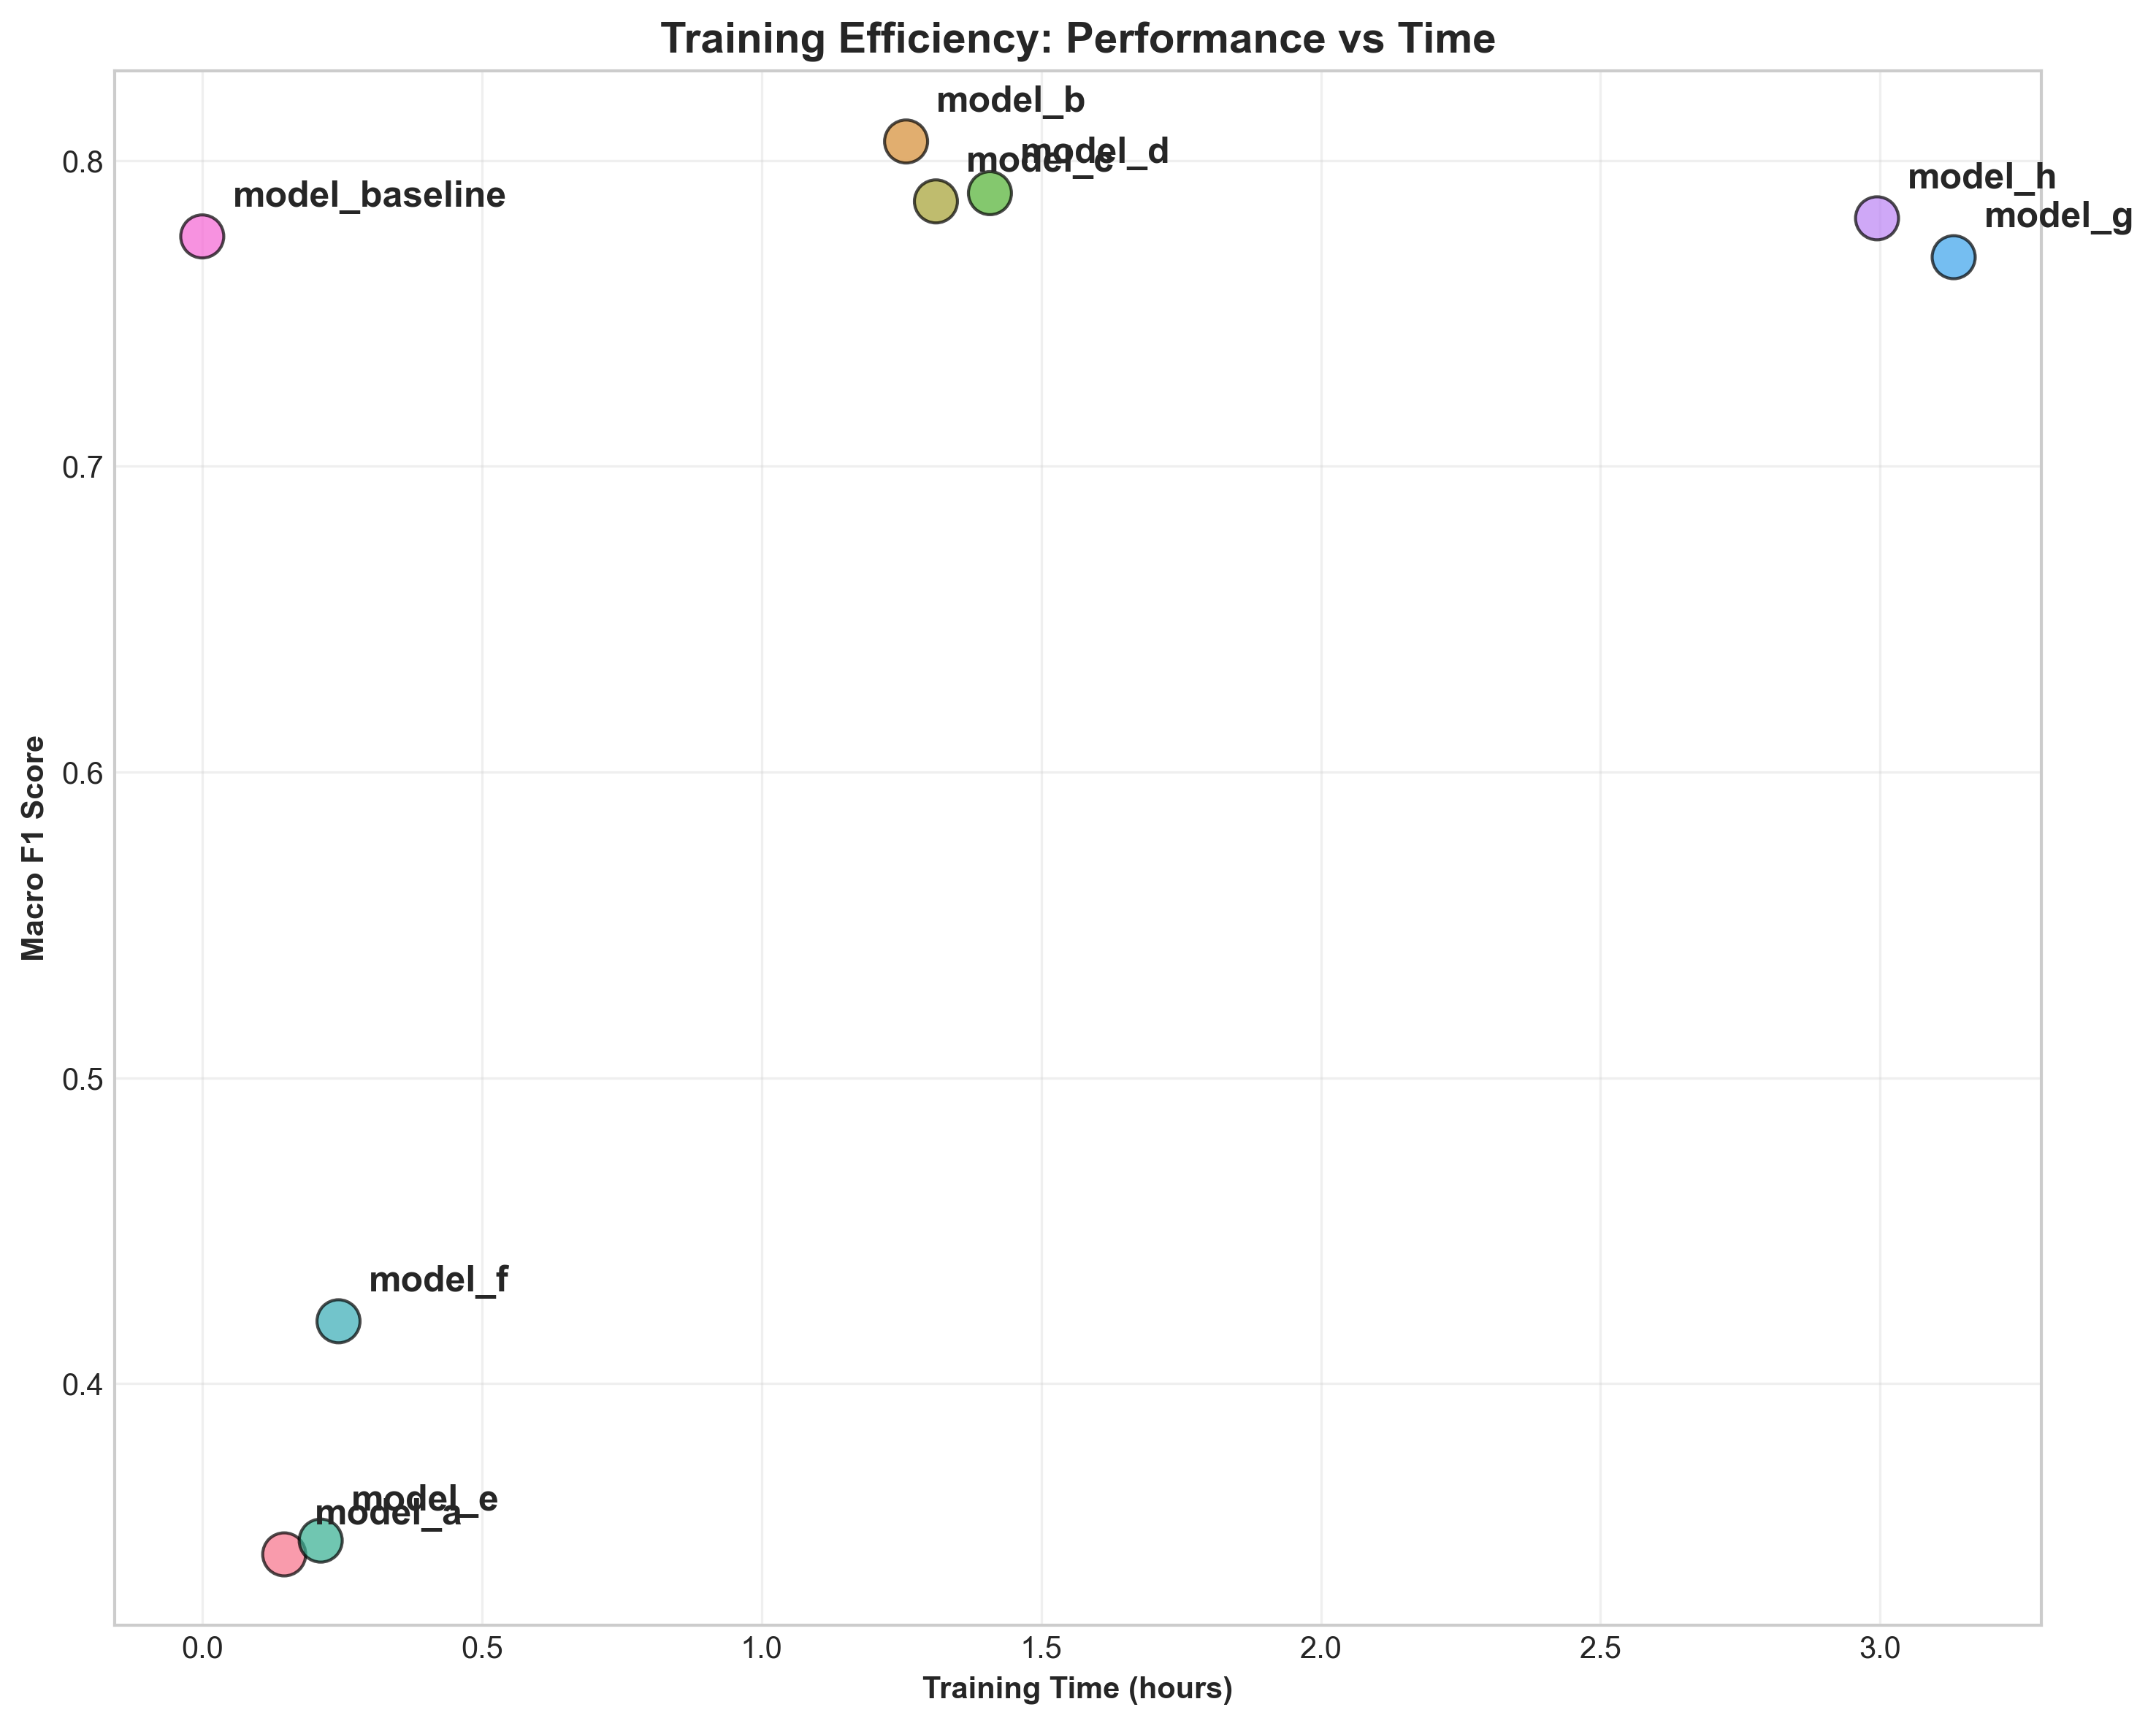 Training Efficiency: Performance vs Time
model_b
model_d
model_c
model_baseline
model_h
model_g
model_f
model_e
model_a
0.8
0.7
0.6
0.5
0.4
Macro F1 Score
0.0 0.5 1.0 1.5 2.0 2.5 3.0
Training Time (hours)